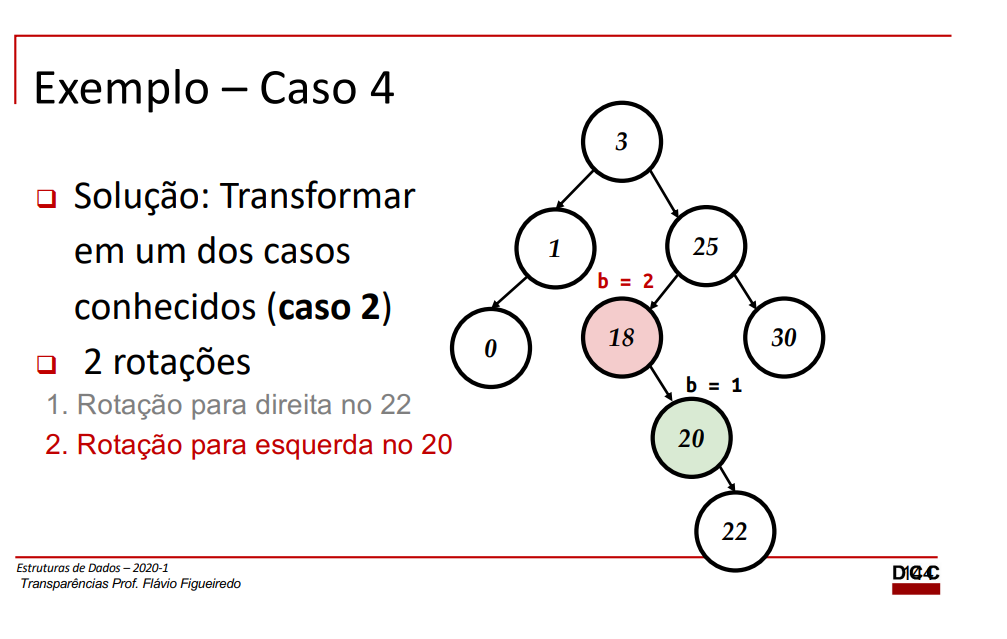 Exemplo – Caso 4
Solução: Transformar
em um dos casos
conhecidos (caso 2)
2 rotações
1. Rotação para direita no 22
2. Rotação para esquerda no 20
3
1
25
b = 2
0
18
30
b = 1
20
22
Estruturas de Dados – 2020-1
Transparências Prof. Flávio Figueiredo
DCC
144